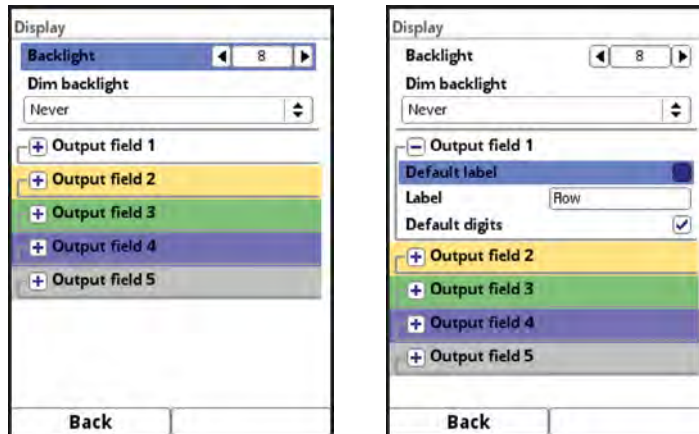 Display
Backlight 8
Dim backlight
Never
Output field 1
Output field 2
Output field 3
Output field 4
Output field 5
Back
Display
Backlight 8
Dim backlight
Never
Output field 1
Default label
Label Flow
Default digits
Output field 2
Output field 3
Output field 4
Output field 5
Back